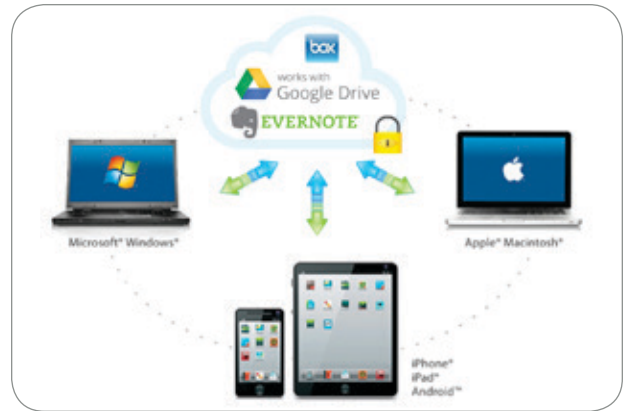 box
works with
Google Drive
EVERNOTE®
Microsoft® Windows®
Apple® Macintosh®
iPhone®
iPad®
Android™